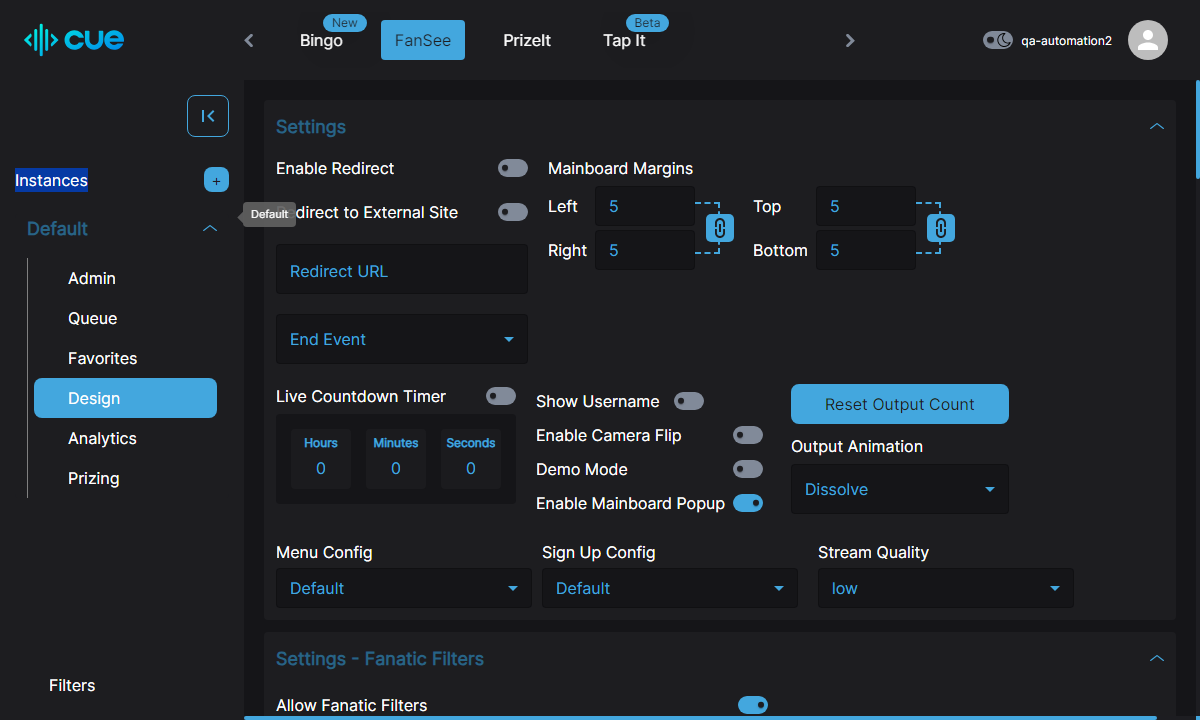 cue
New
Bingo
FanSee
PrizeIt
Beta
Tap It
qa-automation2
Instances
+
Default
Admin
Queue
Favorites
Design
Analytics
Prizing
Filters
Default
Settings
Enable Redirect
direct to External Site
Redirect URL
End Event
Mainboard Margins
Left
5
Top
5
Right
5
Bottom
5
Live Countdown Timer
Hours
Minutes
Seconds
0
0
0
Show Username
Enable Camera Flip
Demo Mode
Enable Mainboard Popup
Reset Output Count
Output Animation
Dissolve
Menu Config
Default
Sign Up Config
Default
Stream Quality
low
Settings - Fanatic Filters
Allow Fanatic Filters